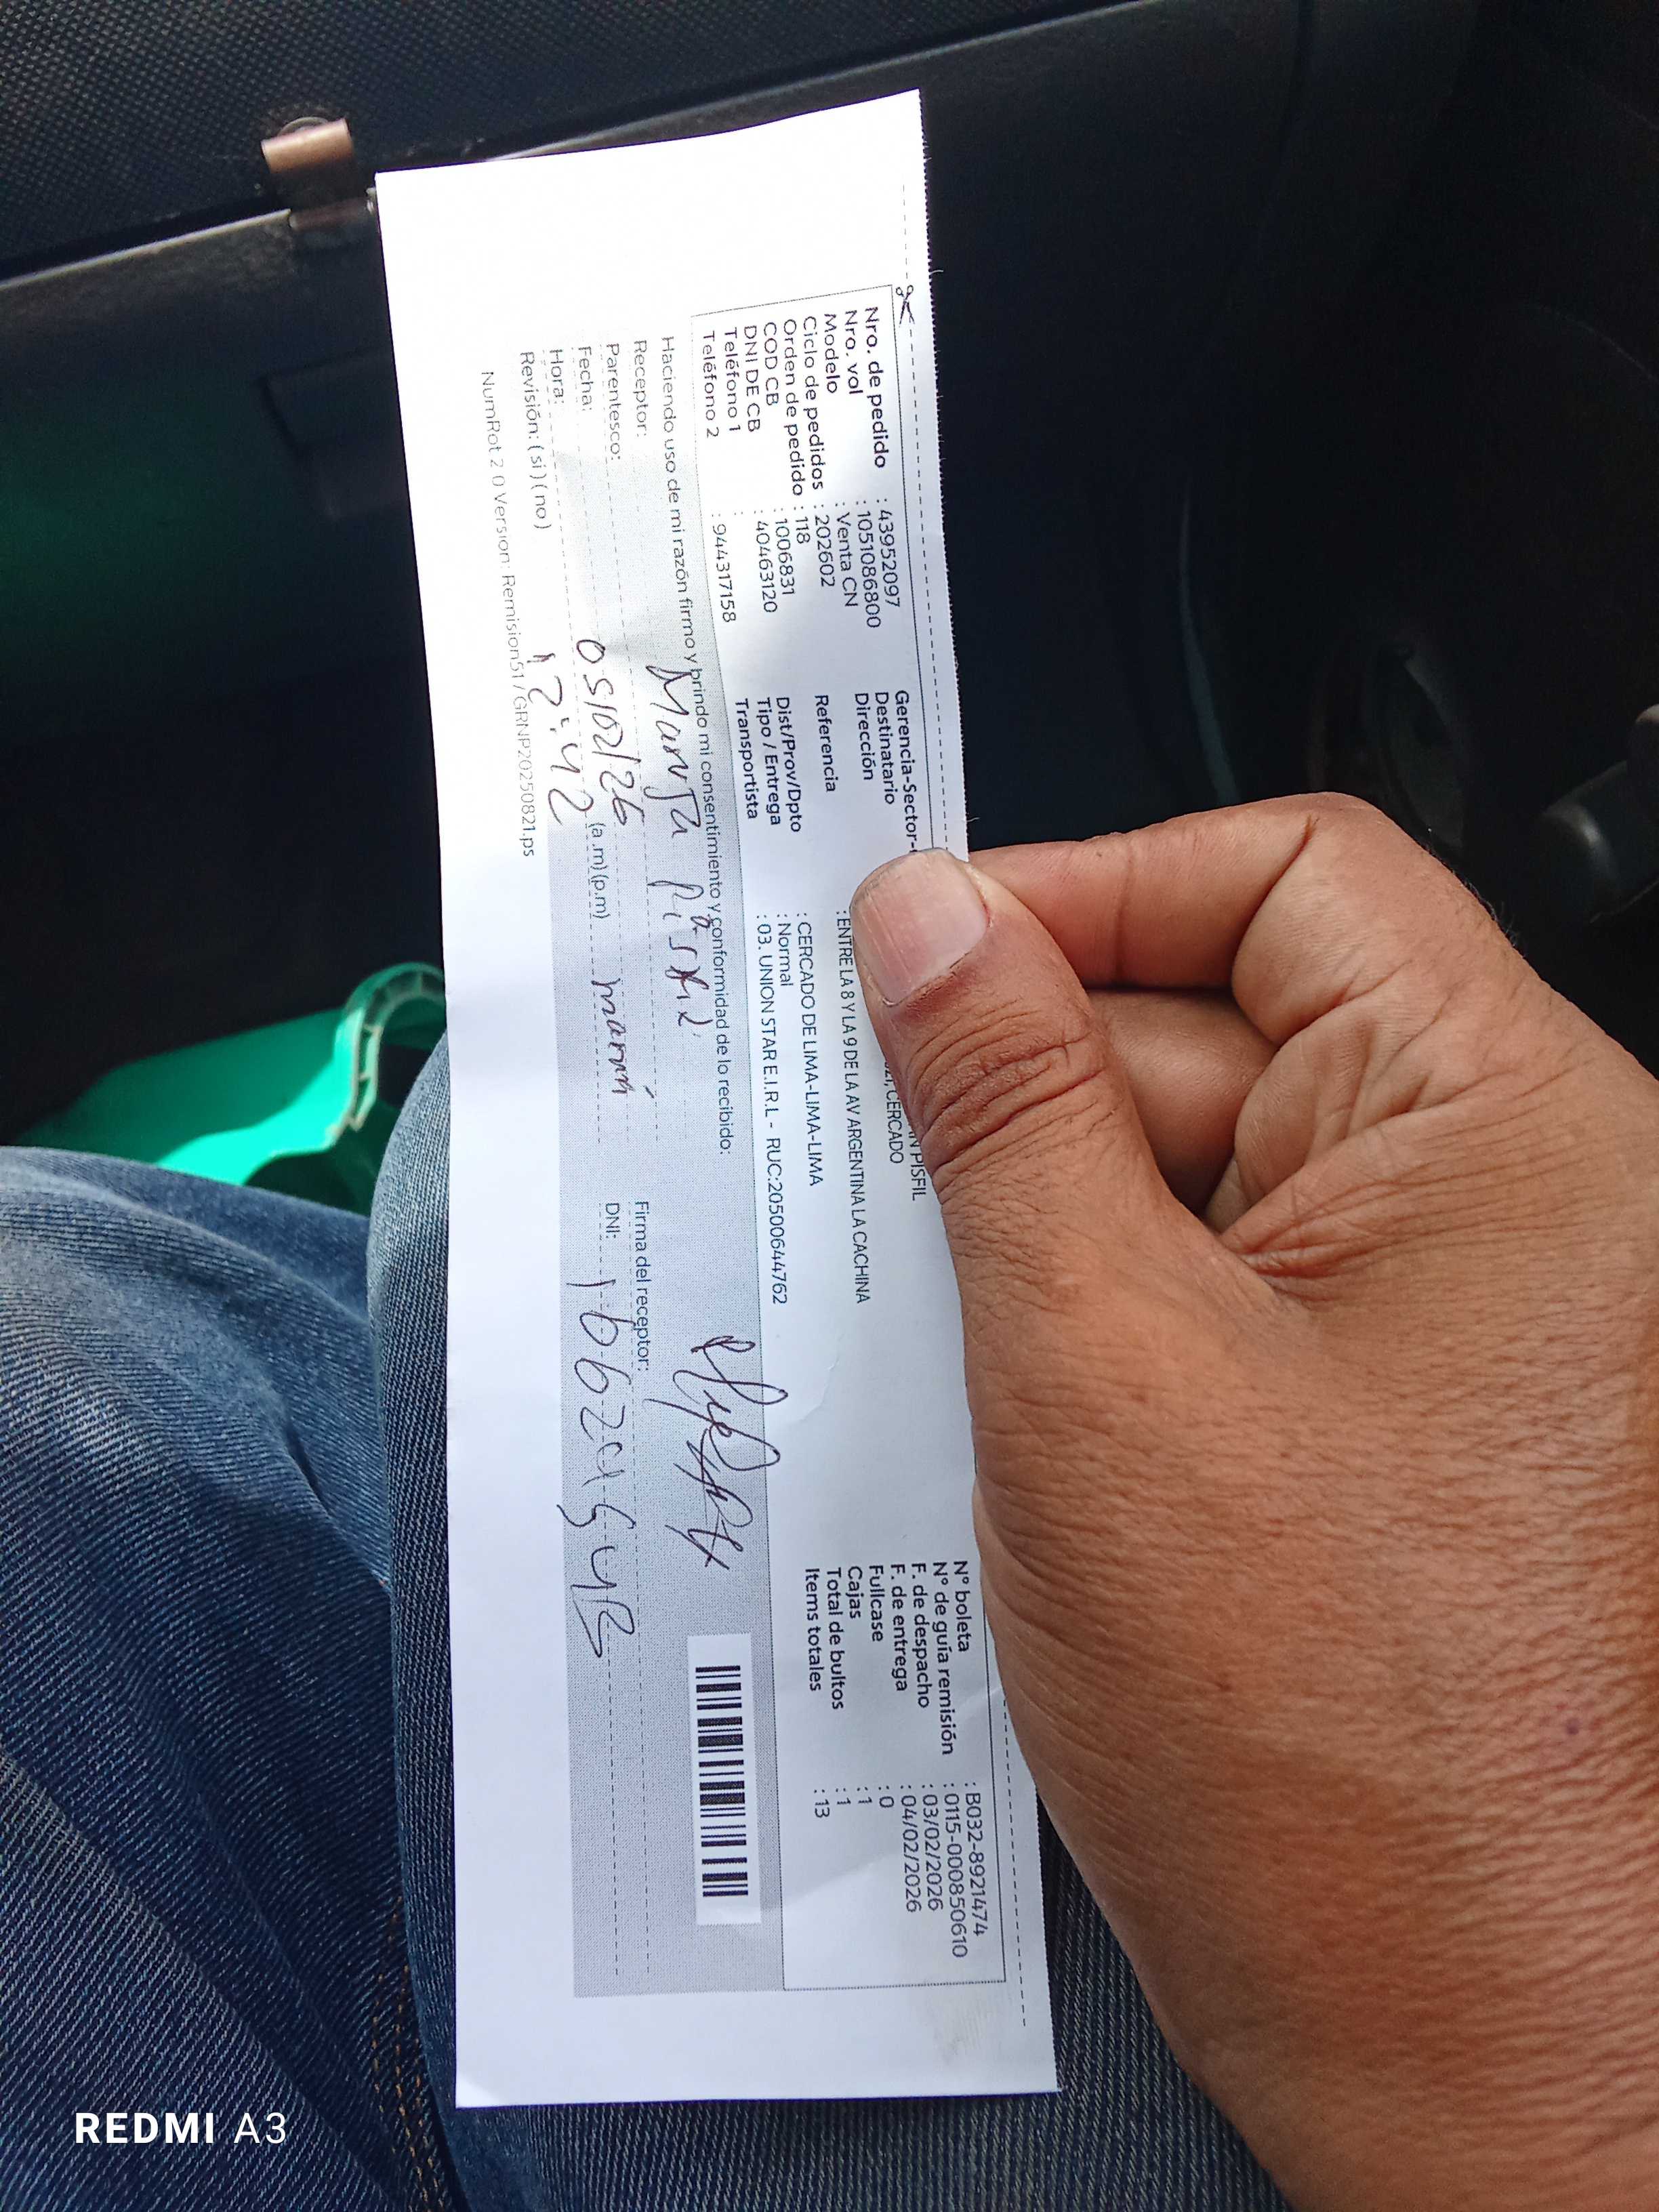 Nro. de pedido : 43952097
Nro. vol : 1051086800
Modelo : Venta CN
Ciclo de pedidos : 202602
Orden de pedido : 118
COD CB : 1006831
DNI DE CB : 40463120
Teléfono 1 :
Teléfono 2 : 944317158
Gerencia-Sector-
Destinatario PISFIL
Dirección CERCADO
Referencia : ENTRE LA 8 Y LA 9 DE LA AV ARGENTINA LA CACHINA
Dist/Prov/Dpto : CERCADO DE LIMA-LIMA-LIMA
Tipo / Entrega : Normal
Transportista : 03. UNION STAR E.I.R.L - RUC:20500644762
N° boleta : B032-8921474
N° de guía remisión : 0115-000850610
F. de despacho : 03/02/2026
F. de entrega : 04/02/2026
Fullcase : 0
Cajas : 1
Total de bultos : 1
Items totales : 13
Haciendo uso de mi razón firmo y brindo mi consentimiento y conformidad de lo recibido:
Receptor:
Parentesco: mamá
Firma del receptor:
Fecha: 05/02/26
DNI:
Hora: 12:42 (a.m) (p.m)
Revisión: ( si ) ( no )
NumRot 2 0 Version: Remision51/GRNP20250821.ps
REDMI A3